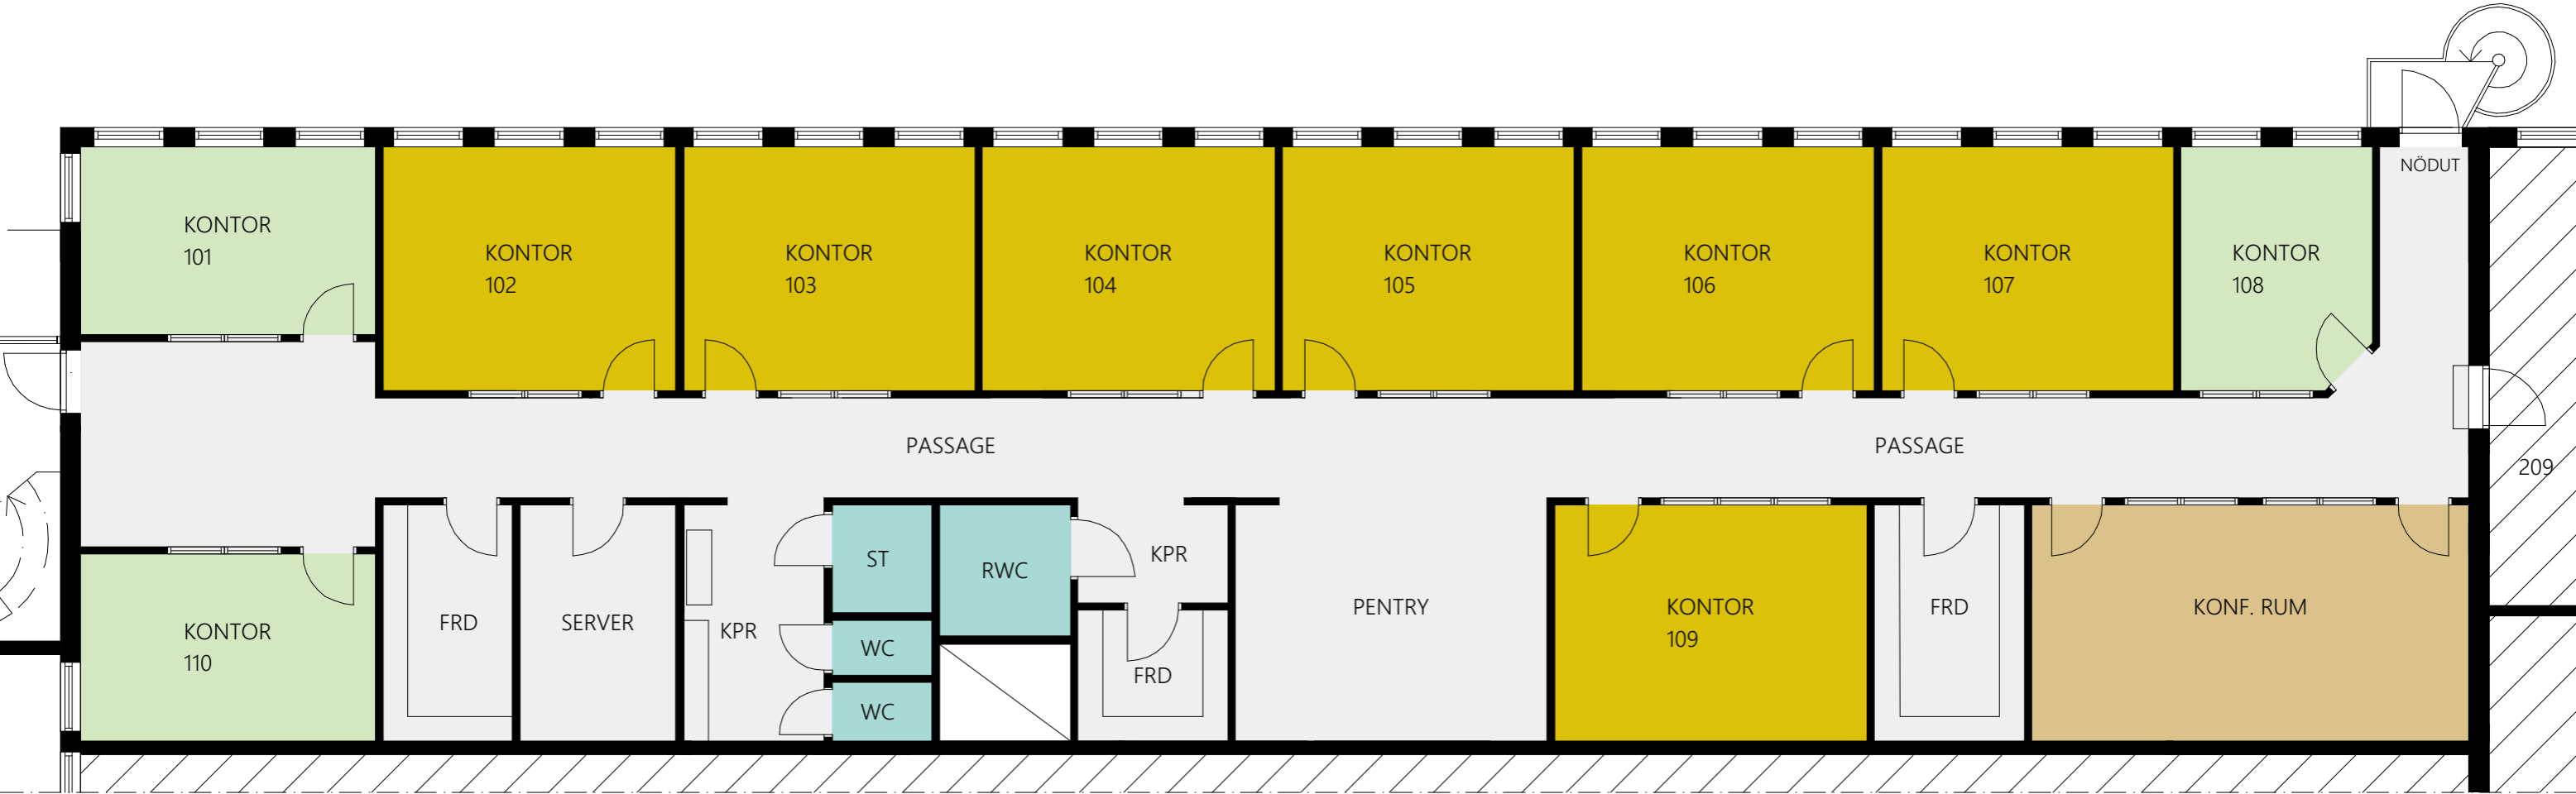 NÖDUT
KONTOR
101
KONTOR
102
KONTOR
103
KONTOR
104
KONTOR
105
KONTOR
106
KONTOR
107
KONTOR
108
PASSAGE
PASSAGE
209
KONTOR
110
FRD
SERVER
KPR
ST
WC
WC
RWC
KPR
FRD
PENTRY
KONTOR
109
FRD
KONF. RUM